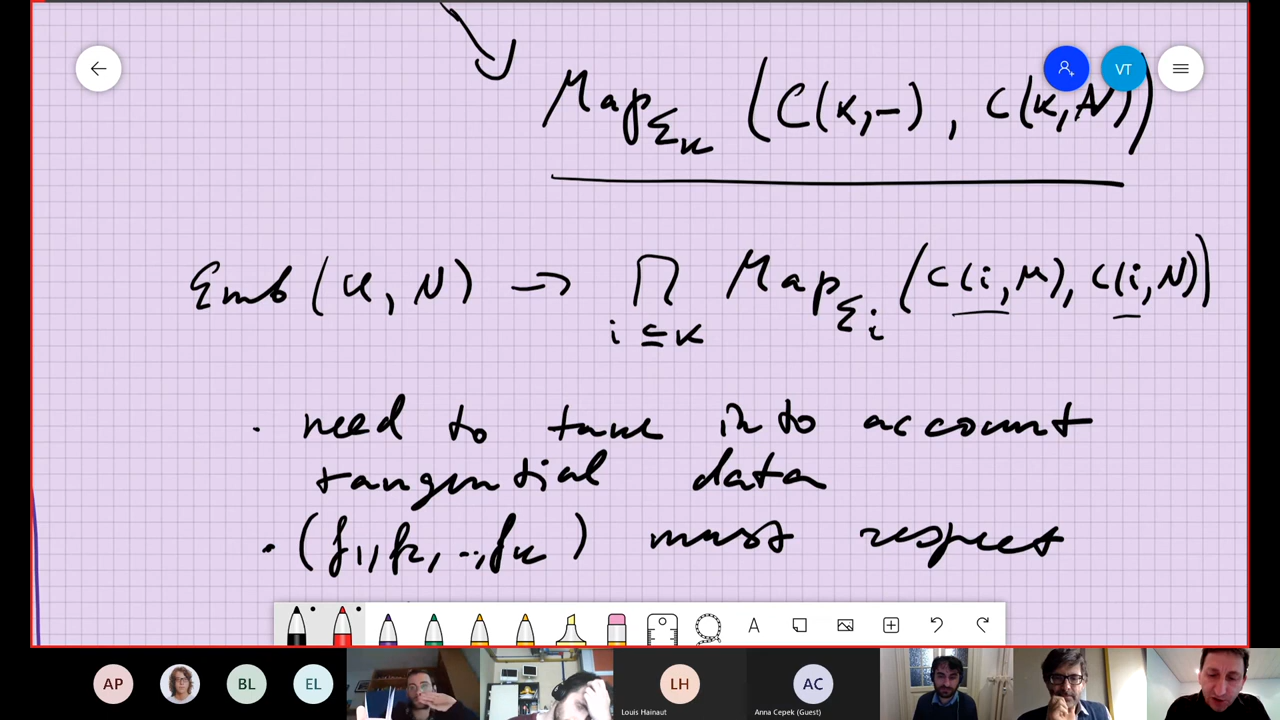 Map_{Σ_k} (C(k,-), C(k,N))
Emb(M,N) → ∏_{i≤k} Map_{Σ_i} (C(i,M), C(i,N))
· need to take into account
tangential data
· (f_1, f_2, .., f_k) must respect
VT
A
AP
BL
EL
LH
Louis Hainaut
AC
Anna Cepek (Guest)